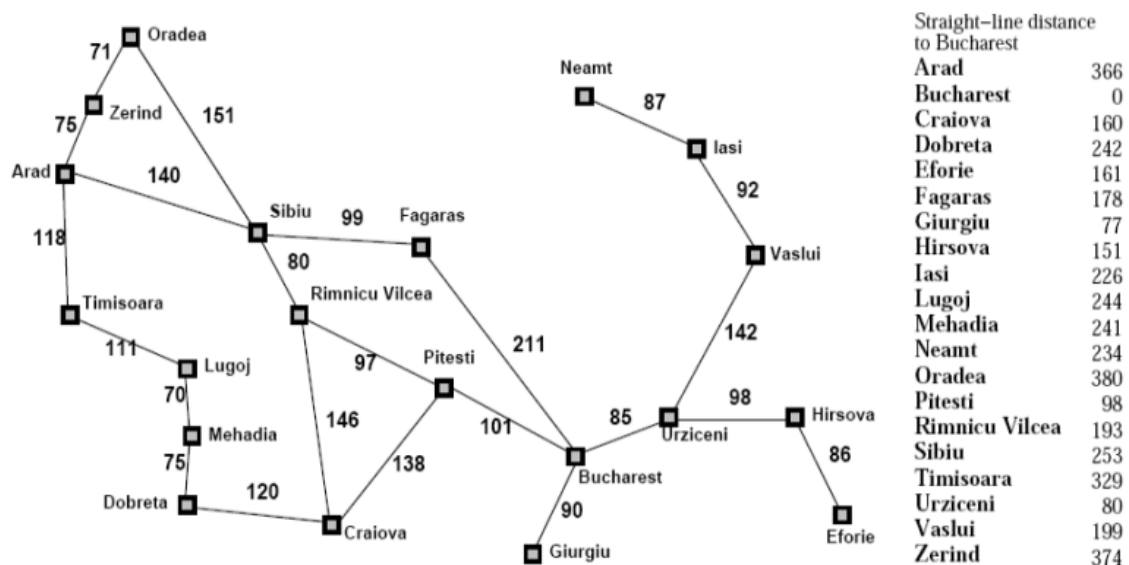 Oradea
71
Neamt
87
Zerind
151
75
Iasi
Arad
140
92
Sibiu
99
Fagaras
118
80
Vaslui
Rimnicu Vilcea
Timisoara
211
142
111
Lugoj
97
Pitesti
70
98
Hirsova
146
85
Urziceni
Mehadia
101
86
75
138
Bucharest
Dobreta
120
90
Craiova
Eforie
Giurgiu
Straight–line distance
to Bucharest
Arad 366
Bucharest 0
Craiova 160
Dobreta 242
Eforie 161
Fagaras 178
Giurgiu 77
Hirsova 151
Iasi 226
Lugoj 244
Mehadia 241
Neamt 234
Oradea 380
Pitesti 98
Rimnicu Vilcea 193
Sibiu 253
Timisoara 329
Urziceni 80
Vaslui 199
Zerind 374